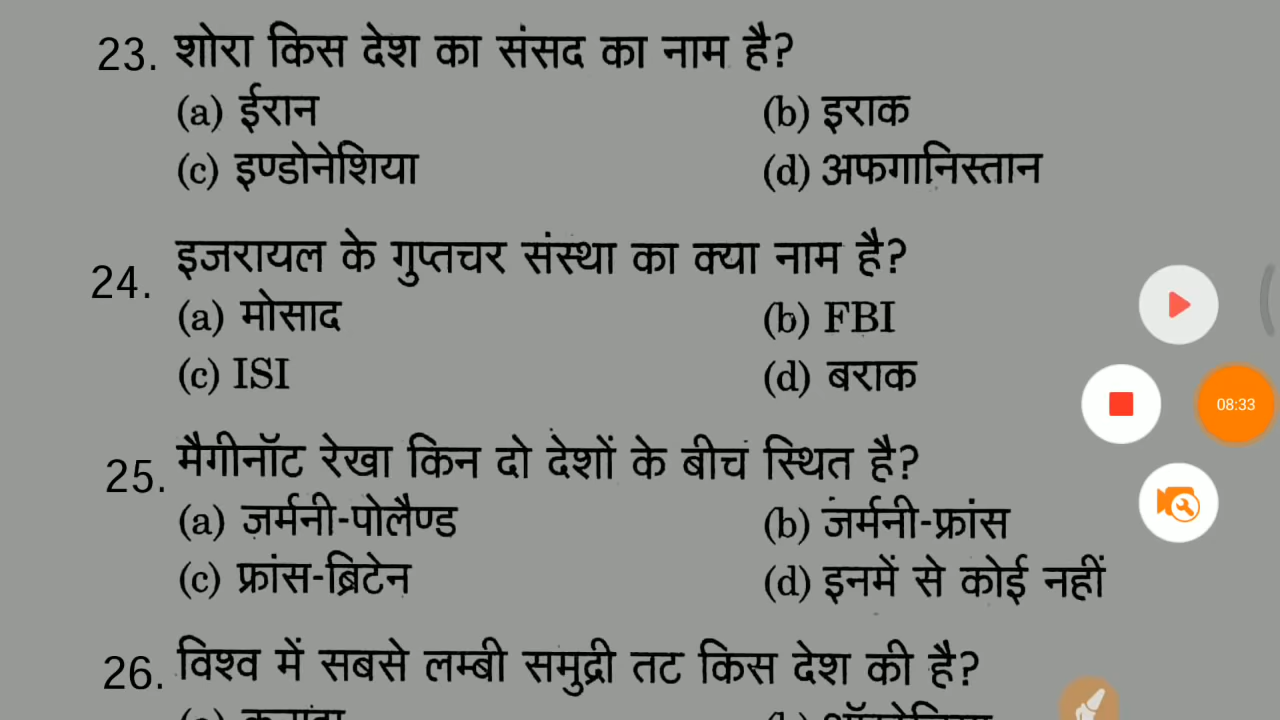 23. शोरा किस देश का संसद का नाम है?
(a) ईरान (b) इराक
(c) इण्डोनेशिया (d) अफगानिस्तान
24. इजरायल के गुप्तचर संस्था का क्या नाम है?
(a) मोसाद (b) FBI
(c) ISI (d) बराक
08:33
25. मैगीनॉट रेखा किन दो देशों के बीच स्थित है?
(a) जर्मनी-पोलैण्ड (b) जर्मनी-फ्रांस
(c) फ्रांस-ब्रिटेन (d) इनमें से कोई नहीं
26. विश्व में सबसे लम्बी समुद्री तट किस देश की है?